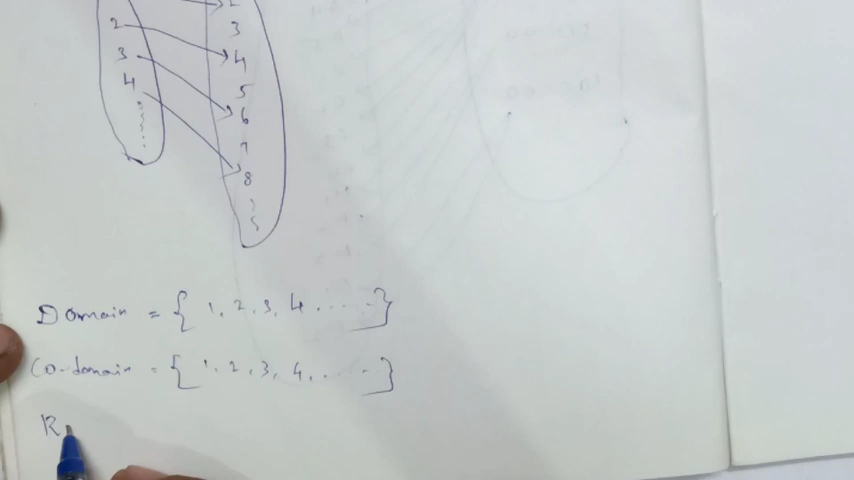 2
3
2 4
3 5
4 6
7
8
Domain = { 1, 2, 3, 4, ..... }
Co-domain = { 1, 2, 3, 4, ..... }
R